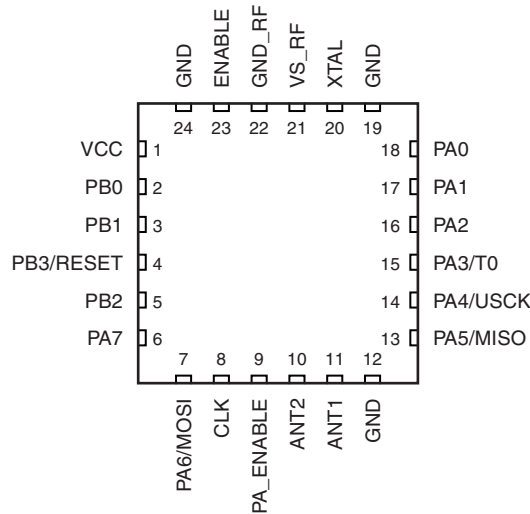 GND
ENABLE
GND_RF
VS_RF
XTAL
GND
24 23 22 21 20 19
VCC 1 18 PA0
PB0 2 17 PA1
PB1 3 16 PA2
PB3/RESET 4 15 PA3/T0
PB2 5 14 PA4/USCK
PA7 6 13 PA5/MISO
7 8 9 10 11 12
PA6/MOSI
CLK
PA_ENABLE
ANT2
ANT1
GND